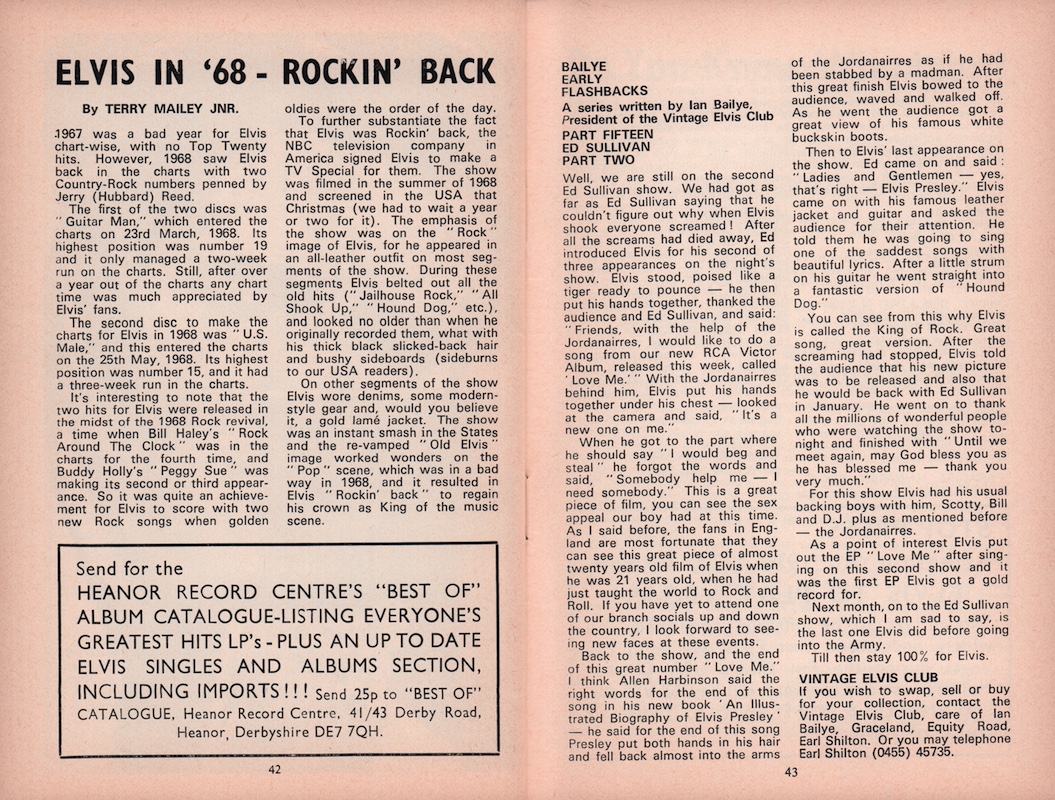 ELVIS IN ‘68 - ROCKIN’ BACK
By TERRY MAILEY JNR.
1967 was a bad year for Elvis
chart-wise, with no Top Twenty
hits. However, 1968 saw Elvis
back in the charts with two
Country-Rock numbers penned by
Jerry (Hubbard) Reed.
The first of the two discs was
“Guitar Man,” which entered the
charts on 23rd March, 1968. Its
highest position was number 19
and it only managed a two-week
run on the charts. Still, after over
a year out of the charts any chart
time was much appreciated by
Elvis’ fans.
The second disc to make the
charts for Elvis in 1968 was “U.S.
Male,” and this entered the charts
on the 25th May, 1968. Its highest
position was number 15, and it had
a three-week run in the charts.
It’s interesting to note that the
two hits for Elvis were released in
the midst of the 1968 Rock revival,
a time when Bill Haley’s “Rock
Around The Clock” was in the
charts for the fourth time, and
Buddy Holly’s “Peggy Sue” was
making its second or third appear-
ance. So it was quite an achieve-
ment for Elvis to score with two
new Rock songs when golden
oldies were the order of the day.
To further substantiate the fact
that Elvis was Rockin’ back, the
NBC television company in
America signed Elvis to make a
TV Special for them. The show
was filmed in the summer of 1968
and screened in the USA that
Christmas (we had to wait a year
or two for it). The emphasis of
the show was on the “Rock”
image of Elvis, for he appeared in
an all-leather outfit on most seg-
ments of the show. During these
segments Elvis belted out all the
old hits (“Jailhouse Rock,” “All
Shook Up,” “Hound Dog,” etc.),
and looked no older than when he
originally recorded them, what with
his thick black slicked-back hair
and bushy sideboards (sideburns
to our USA readers).
On other segments of the show
Elvis wore denims, some modern-
style gear and, would you believe
it, a gold lamé jacket. The show
was an instant smash in the States
and the re-vamped “Old Elvis”
image worked wonders on the
“Pop” scene, which was in a bad
way in 1968, and it resulted in
Elvis “Rockin’ back” to regain
his crown as King of the music
scene.
Send for the
HEANOR RECORD CENTRE’S “BEST OF”
ALBUM CATALOGUE-LISTING EVERYONE’S
GREATEST HITS LP’s - PLUS AN UP TO DATE
ELVIS SINGLES AND ALBUMS SECTION,
INCLUDING IMPORTS!!! Send 25p to “BEST OF”
CATALOGUE, Heanor Record Centre, 41/43 Derby Road,
Heanor, Derbyshire DE7 7QH.
42
BAILYE
EARLY
FLASHBACKS
A series written by Ian Bailye,
President of the Vintage Elvis Club
PART FIFTEEN
ED SULLIVAN
PART TWO
Well, we are still on the second
Ed Sullivan show. We had got as
far as Ed Sullivan saying that he
couldn’t figure out why when Elvis
shook everyone screamed! After
all the screams had died away, Ed
introduced Elvis for his second of
three appearances on the night’s
show. Elvis stood, poised like a
tiger ready to pounce — he then
put his hands together, thanked the
audience and Ed Sullivan, and said:
“Friends, with the help of the
Jordanairres, I would like to do a
song from our new RCA Victor
Album, released this week, called
‘Love Me.’” With the Jordanairres
behind him, Elvis put his hands
together under his chest — looked
at the camera and said, “It’s a
new one on me.”
When he got to the part where
he should say “I would beg and
steal” he forgot the words and
said, “Somebody help me — I
need somebody.” This is a great
piece of film, you can see the sex
appeal our boy had at this time.
As I said before, the fans in Eng-
land are most fortunate that they
can see this great piece of almost
twenty years old film of Elvis when
he was 21 years old, when he had
just taught the world to Rock and
Roll. If you have yet to attend one
of our branch socials up and down
the country, I look forward to see-
ing new faces at these events.
Back to the show, and the end
of this great number “Love Me.”
I think Allen Harbinson said the
right words for the end of this
song in his new book ‘An Illus-
trated Biography of Elvis Presley’
— he said for the end of this song
Presley put both hands in his hair
and fell back almost into the arms
of the Jordanairres as if he had
been stabbed by a madman. After
this great finish Elvis bowed to the
audience, waved and walked off.
As he went the audience got a
great view of his famous white
buckskin boots.
Then to Elvis’ last appearance on
the show. Ed came on and said:
“Ladies and Gentlemen — yes,
that’s right — Elvis Presley.” Elvis
came on with his famous leather
jacket and guitar and asked the
audience for their attention. He
told them he was going to sing
one of the saddest songs with
beautiful lyrics. After a little strum
on his guitar he went straight into
a fantastic version of “Hound
Dog.”
You can see from this why Elvis
is called the King of Rock. Great
song, great version. After the
screaming had stopped, Elvis told
the audience that his new picture
was to be released and also that
he would be back with Ed Sullivan
in January. He went on to thank
all the millions of wonderful people
who were watching the show to-
night and finished with “Until we
meet again, may God bless you as
he has blessed me — thank you
very much.”
For this show Elvis had his usual
backing boys with him, Scotty, Bill
and D.J. plus as mentioned before
— the Jordanairres.
As a point of interest Elvis put
out the EP “Love Me” after sing-
ing on this second show and it
was the first EP Elvis got a gold
record for.
Next month, on to the Ed Sullivan
show, which I am sad to say, is
the last one Elvis did before going
into the Army.
Till then stay 100% for Elvis.
VINTAGE ELVIS CLUB
If you wish to swap, sell or buy
for your collection, contact the
Vintage Elvis Club, care of Ian
Bailye, Graceland, Equity Road,
Earl Shilton. Or you may telephone
Earl Shilton (0455) 45735.
43